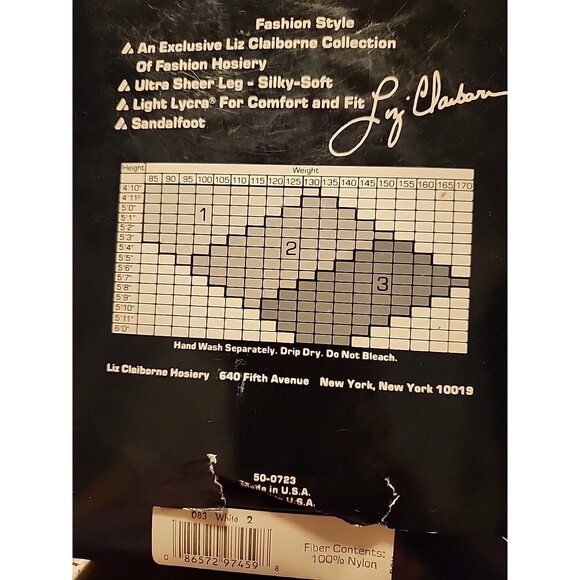 Fashion Style
An Exclusive Liz Claiborne Collection
Of Fashion Hosiery
Ultra Sheer Leg - Silky-Soft
Light Lycra® For Comfort and Fit
Sandalfoot
Liz Claiborne
Height Weight
85 90 95 100 105 110 115 120 125 130 135 140 145 150 155 160 165 170
4'10"
4'11"
5'0"
5'1"
5'2"
5'3"
5'4"
5'5"
5'6"
5'7"
5'8"
5'9"
5'10"
5'11"
6'0"
1
2
3
Hand Wash Separately. Drip Dry. Do Not Bleach.
Liz Claiborne Hosiery 640 Fifth Avenue New York, New York 10019
50-0723
Made in U.S.A.
U.S.A.
083 White 2
0 86572 97459 8
Fiber Contents:
100% Nylon